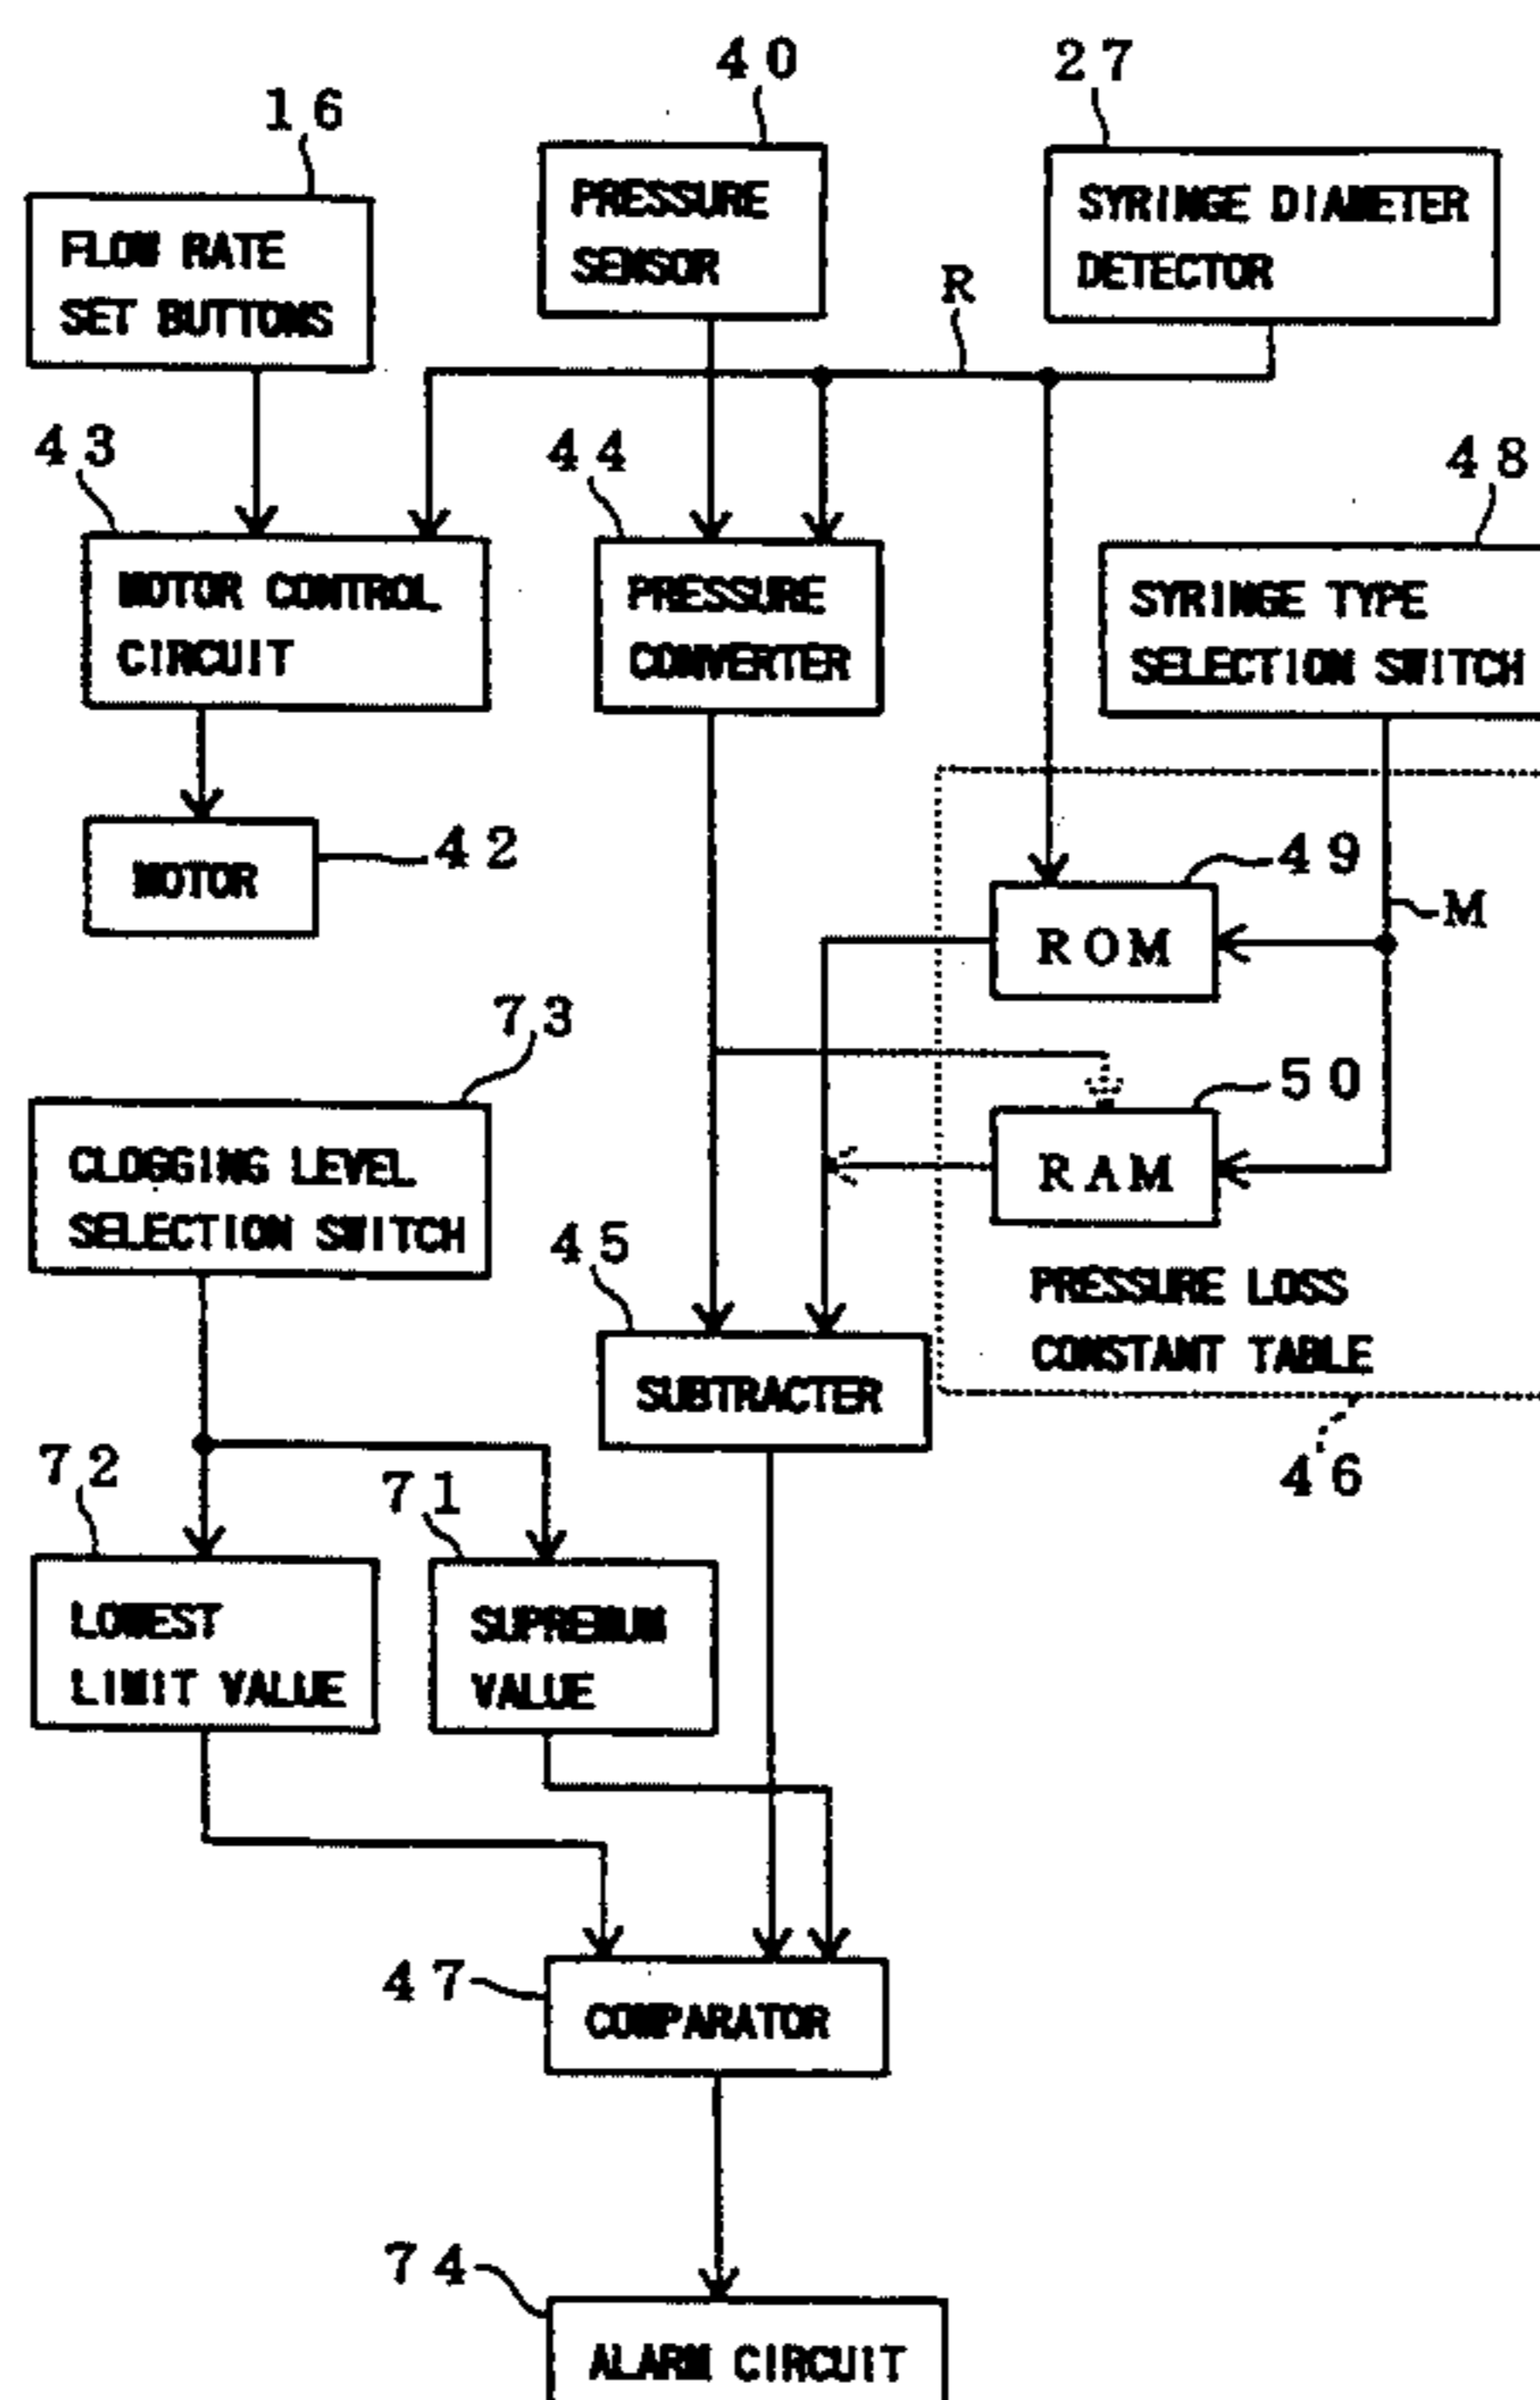 40
27
16
PRESSURE
SENSOR
SYRINGE DIAMETER
DETECTOR
FLOW RATE
SET BUTTONS
R
43
44
48
MOTOR CONTROL
CIRCUIT
PRESSURE
CONVERTER
SYRINGE TYPE
SELECTION SWITCH
MOTOR
42
49
M
ROM
73
50
CLOGGING LEVEL
SELECTION SWITCH
RAM
45
PRESSURE LOSS
CONSTANT TABLE
SUBTRACTER
46
72
71
LOWEST
LIMIT VALUE
SUPREMUM
VALUE
47
COMPARATOR
74
ALARM CIRCUIT